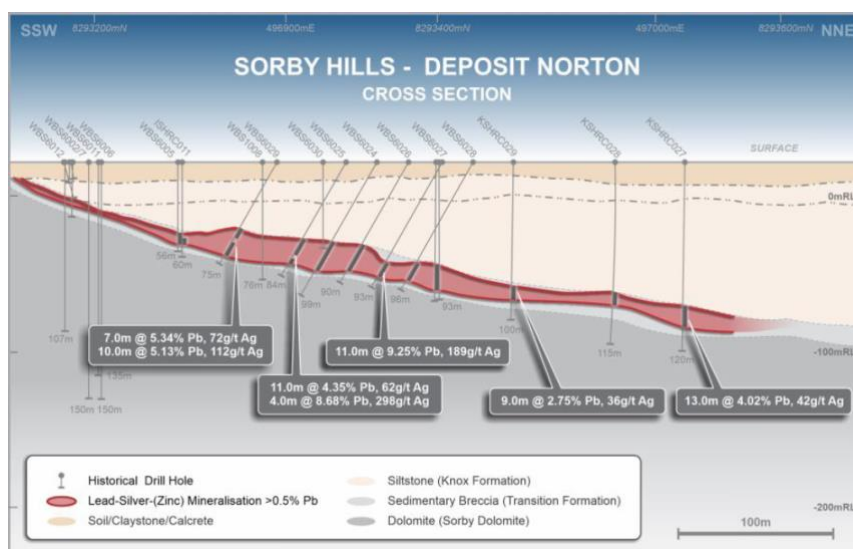 SSW 8293200mN 496900mE 8293400mN 497000mE 8293600mN NNE
SORBY HILLS - DEPOSIT NORTON
CROSS SECTION
WBS6012
WBS6011
WBS6006
WBS6005
ISHRC011
WBS1008
WBS6029
WBS6030
WBS6025
WBS6024
WBS6026
WBS6027
WBS6028
KSHRC029
KSHRC028
KSHRC027
SURFACE
0mRL
56m
60m
75m
76m
84m
99m
90m
93m
96m
93m
100m
115m
120m
107m
135m
150m 150m
-100mRL
7.0m @ 5.34% Pb, 72g/t Ag
10.0m @ 5.13% Pb, 112g/t Ag
11.0m @ 9.25% Pb, 189g/t Ag
11.0m @ 4.35% Pb, 62g/t Ag
4.0m @ 8.68% Pb, 298g/t Ag
9.0m @ 2.75% Pb, 36g/t Ag
13.0m @ 4.02% Pb, 42g/t Ag
Historical Drill Hole
Lead-Silver-(Zinc) Mineralisation >0.5% Pb
Soil/Claystone/Calcrete
Siltstone (Knox Formation)
Sedimentary Breccia (Transition Formation)
Dolomite (Sorby Dolomite)
-200mRL
100m